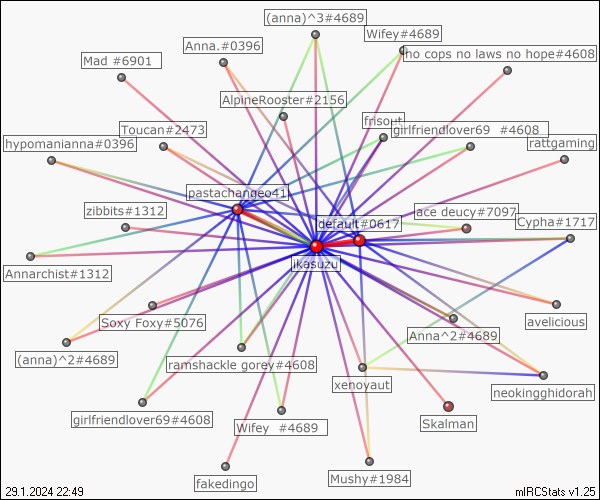 (anna)^3#4689
Wifey#4689
Anna.#0396
no cops no laws no hope#4608
Mad #6901
AlpineRooster#2156
frisout
Toucan#2473
girlfriendlover69 #4608
hypomanianna#0396
rattgaming
pastachangeo41
zibbits#1312
default#0617
ace deucy#7097
Cypha#1717
ikasuzu
Annarchist#1312
Soxy Foxy#5076
avelicious
Anna^2#4689
(anna)^2#4689
ramshackle gorey#4608
xenoyaut
neokingghidorah
girlfriendlover69#4608
Wifey #4689
Skalman
fakedingo
Mushy#1984
29.1.2024 22:49
mIRCStats v1.25